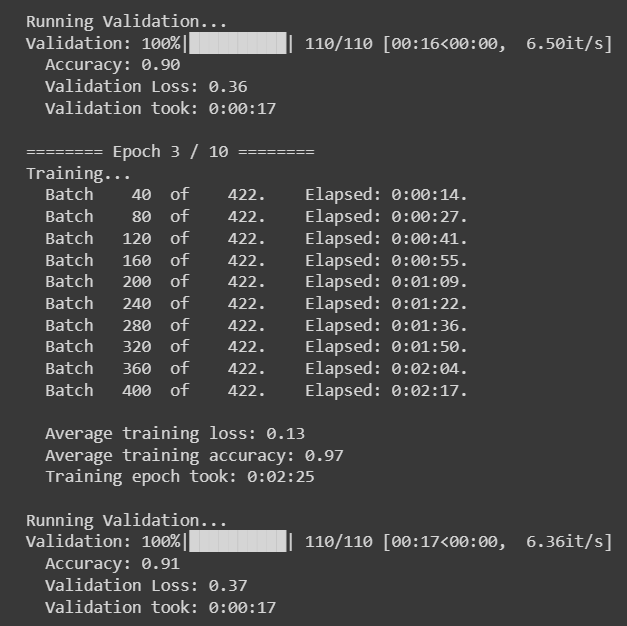 Running Validation...
Validation: 100%|██████████| 110/110 [00:16<00:00,  6.50it/s]
  Accuracy: 0.90
  Validation Loss: 0.36
  Validation took: 0:00:17

======== Epoch 3 / 10 ========
Training...
  Batch    40  of    422.    Elapsed: 0:00:14.
  Batch    80  of    422.    Elapsed: 0:00:27.
  Batch   120  of    422.    Elapsed: 0:00:41.
  Batch   160  of    422.    Elapsed: 0:00:55.
  Batch   200  of    422.    Elapsed: 0:01:09.
  Batch   240  of    422.    Elapsed: 0:01:22.
  Batch   280  of    422.    Elapsed: 0:01:36.
  Batch   320  of    422.    Elapsed: 0:01:50.
  Batch   360  of    422.    Elapsed: 0:02:04.
  Batch   400  of    422.    Elapsed: 0:02:17.

  Average training loss: 0.13
  Average training accuracy: 0.97
  Training epoch took: 0:02:25

Running Validation...
Validation: 100%|██████████| 110/110 [00:17<00:00,  6.36it/s]
  Accuracy: 0.91
  Validation Loss: 0.37
  Validation took: 0:00:17